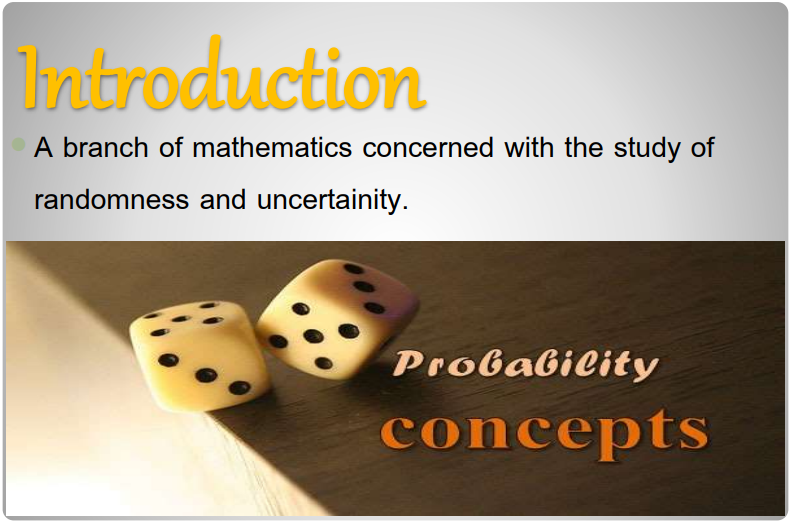 Introduction
A branch of mathematics concerned with the study of
randomness and uncertainity.
Probability
concepts